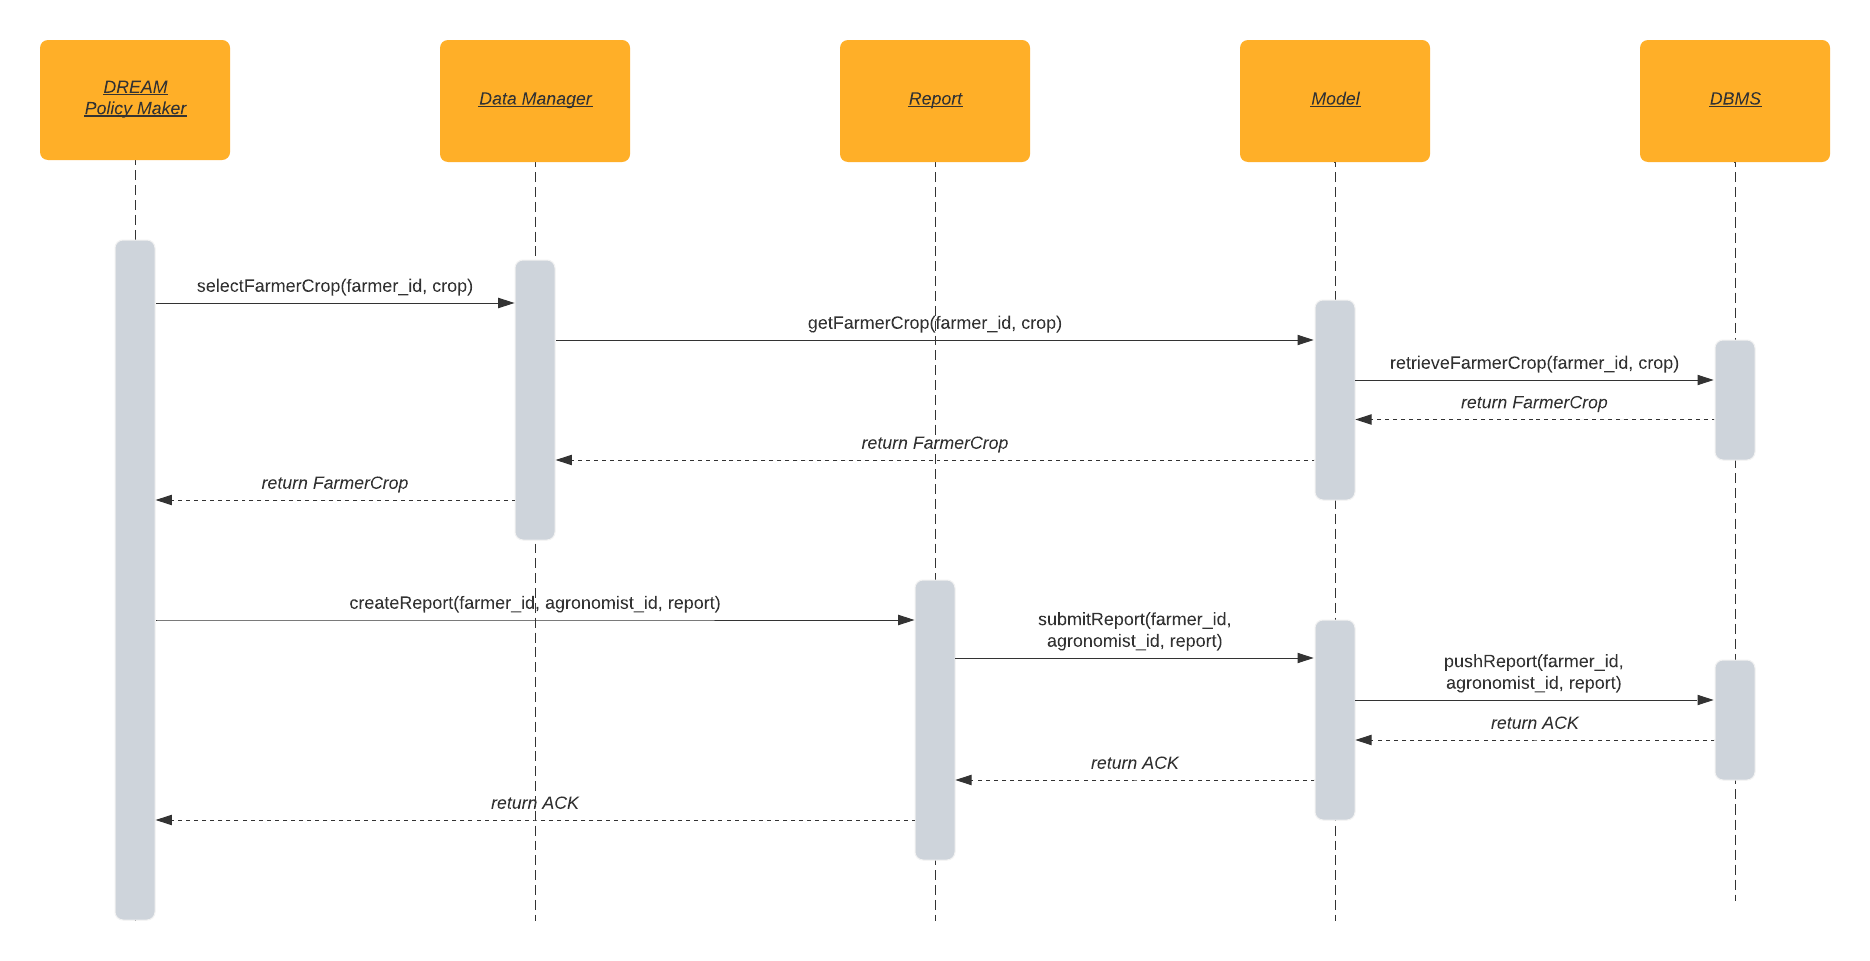 DREAM
Policy Maker
Data Manager
Report
Model
DBMS
selectFarmerCrop(farmer_id, crop)
getFarmerCrop(farmer_id, crop)
retrieveFarmerCrop(farmer_id, crop)
return FarmerCrop
return FarmerCrop
return FarmerCrop
createReport(farmer_id, agronomist_id, report)
submitReport(farmer_id,
agronomist_id, report)
pushReport(farmer_id,
agronomist_id, report)
return ACK
return ACK
return ACK